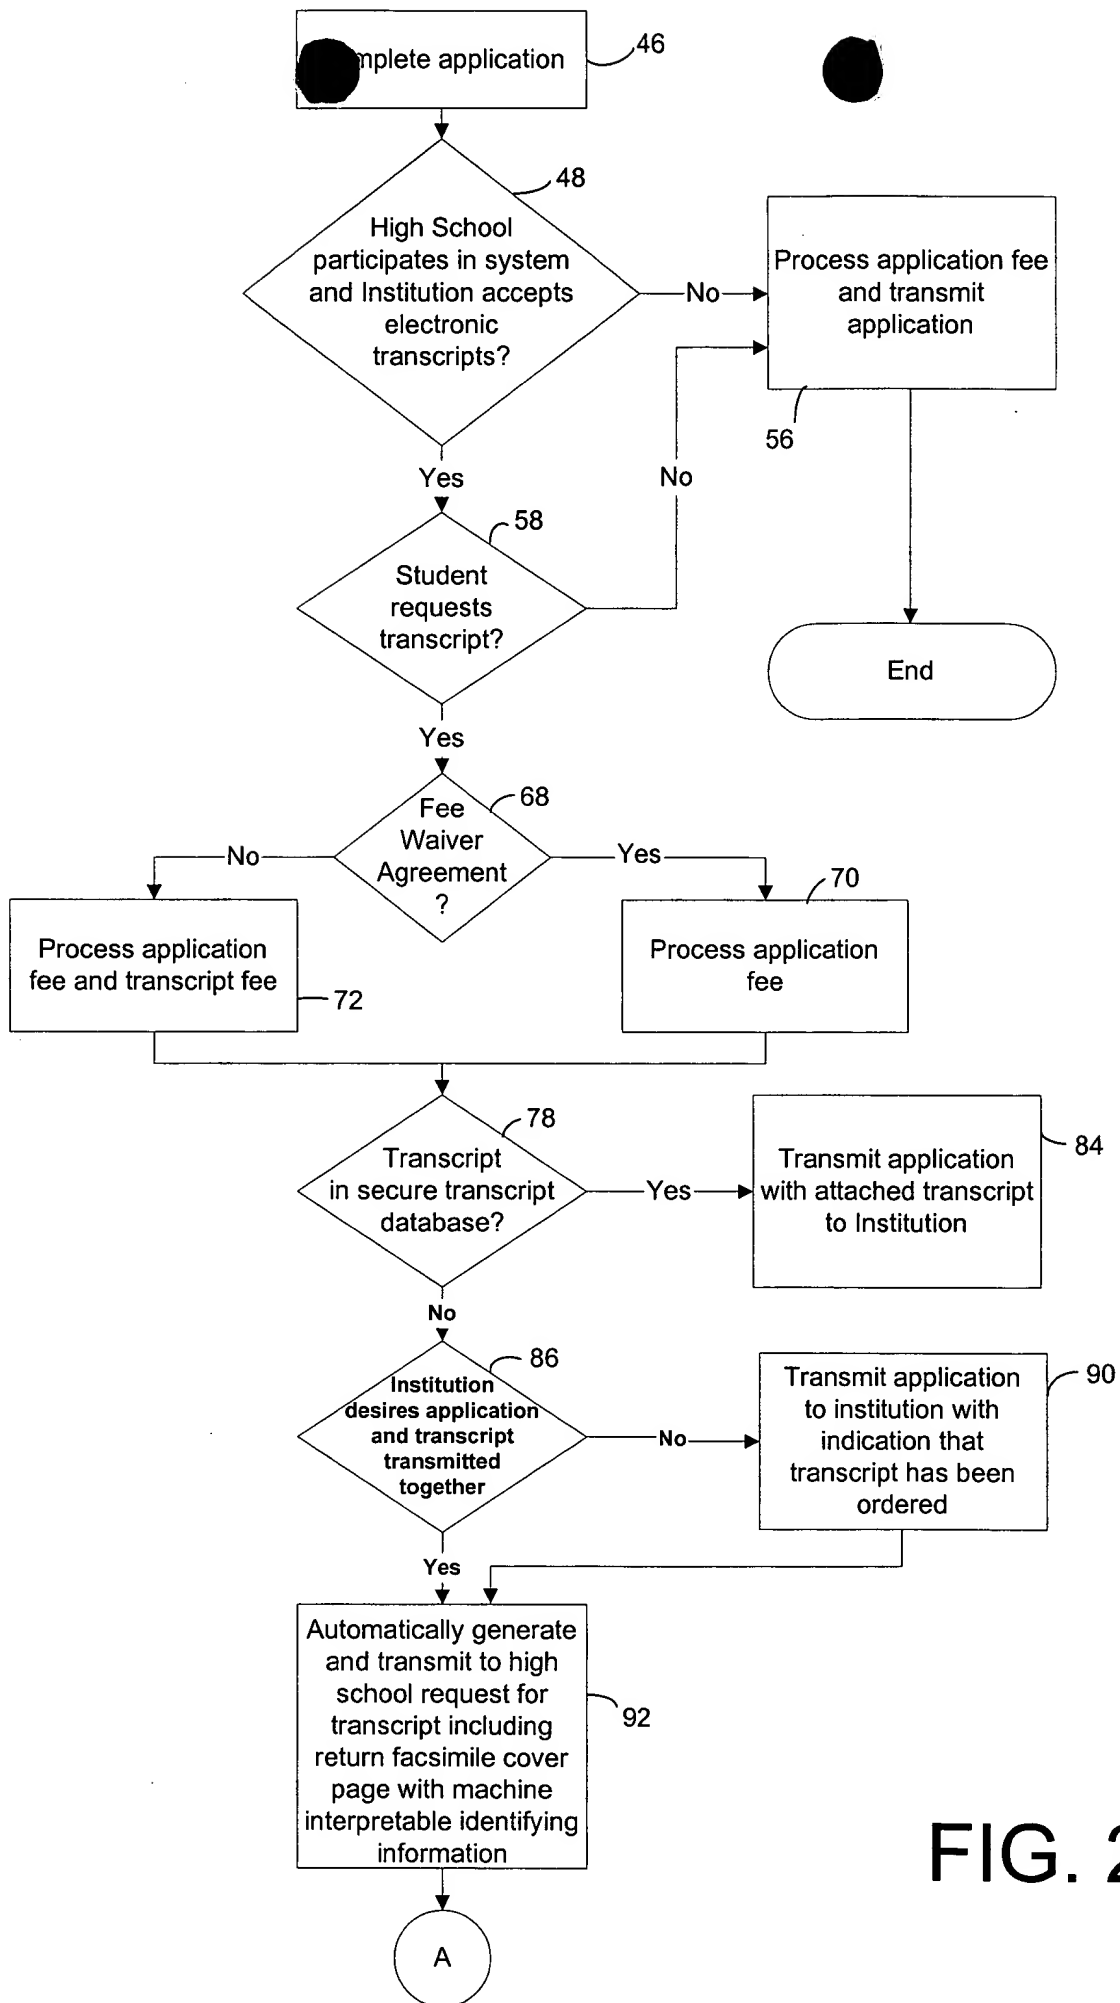 mplete application
46
48
High School
participates in system
and Institution accepts
electronic
transcripts?
No
Process application fee
and transmit
application
56
Yes
No
58
Student
requests
transcript?
End
Yes
68
Fee
Waiver
Agreement
?
No
Yes
70
Process application
fee and transcript fee
72
Process application
fee
78
Transcript
in secure transcript
database?
Yes
84
Transmit application
with attached transcript
to Institution
No
86
Institution
desires application
and transcript
transmitted
together
No
90
Transmit application
to institution with
indication that
transcript has been
ordered
Yes
Automatically generate
and transmit to high
school request for
transcript including
return facsimile cover
page with machine
interpretable identifying
information
92
FIG. 2
A